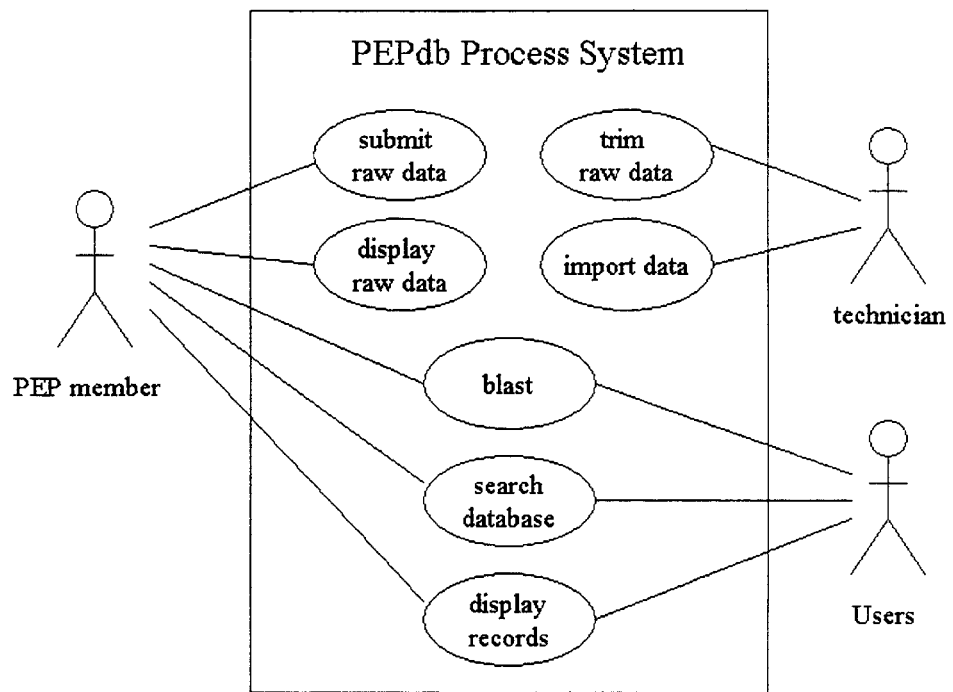 PEPdb Process System
submit
raw data
trim
raw data
display
raw data
import data
technician
PEP member
blast
search
database
display
records
Users